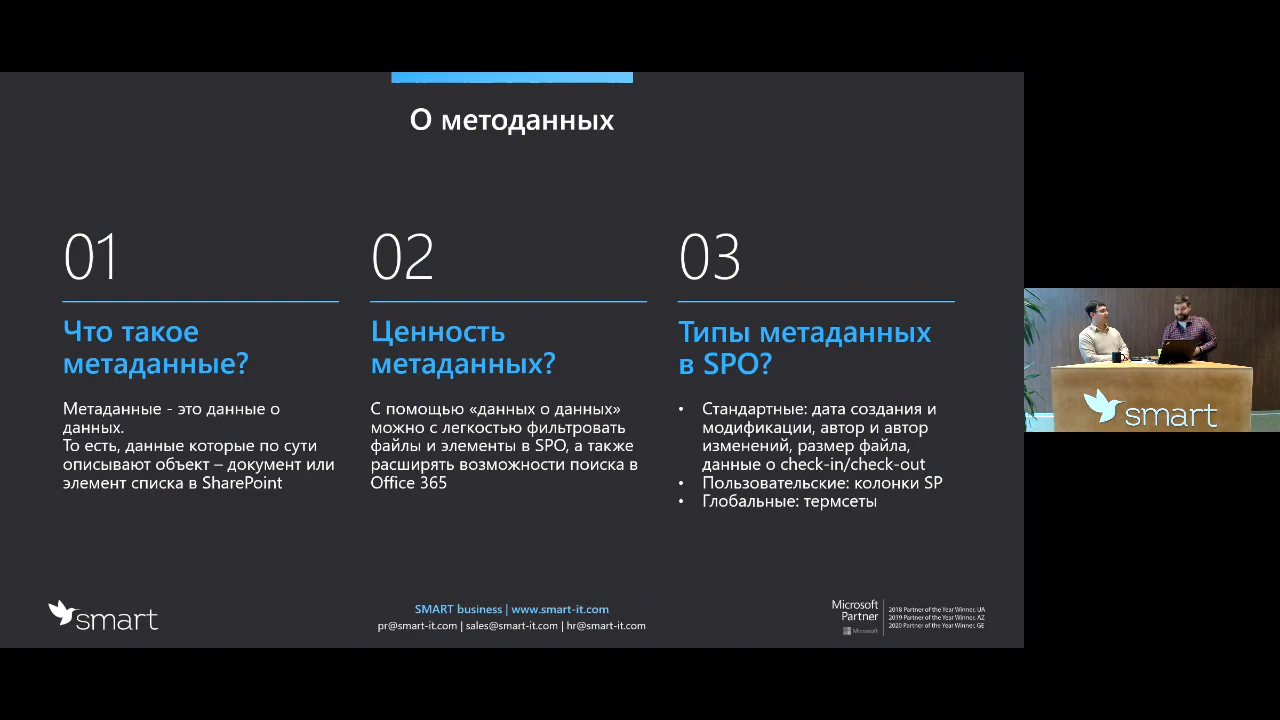 О методанных
01
Что такое
метаданные?
Метаданные - это данные о
данных.
То есть, данные которые по сути
описывают объект – документ или
элемент списка в SharePoint
02
Ценность
метаданных?
С помощью «данных о данных»
можно с легкостью фильтровать
файлы и элементы в SPO, а также
расширять возможности поиска в
Office 365
03
Типы метаданных
в SPO?
• Стандартные: дата создания и
модификации, автор и автор
изменений, размер файла,
данные о check-in/check-out
• Пользовательские: колонки SP
• Глобальные: термсеты
smart
smart
SMART business | www.smart-it.com
pr@smart-it.com | sales@smart-it.com | hr@smart-it.com
Microsoft
Partner
Microsoft
2018 Partner of the Year Winner, UA
2019 Partner of the Year Winner, AZ
2020 Partner of the Year Winner, GE